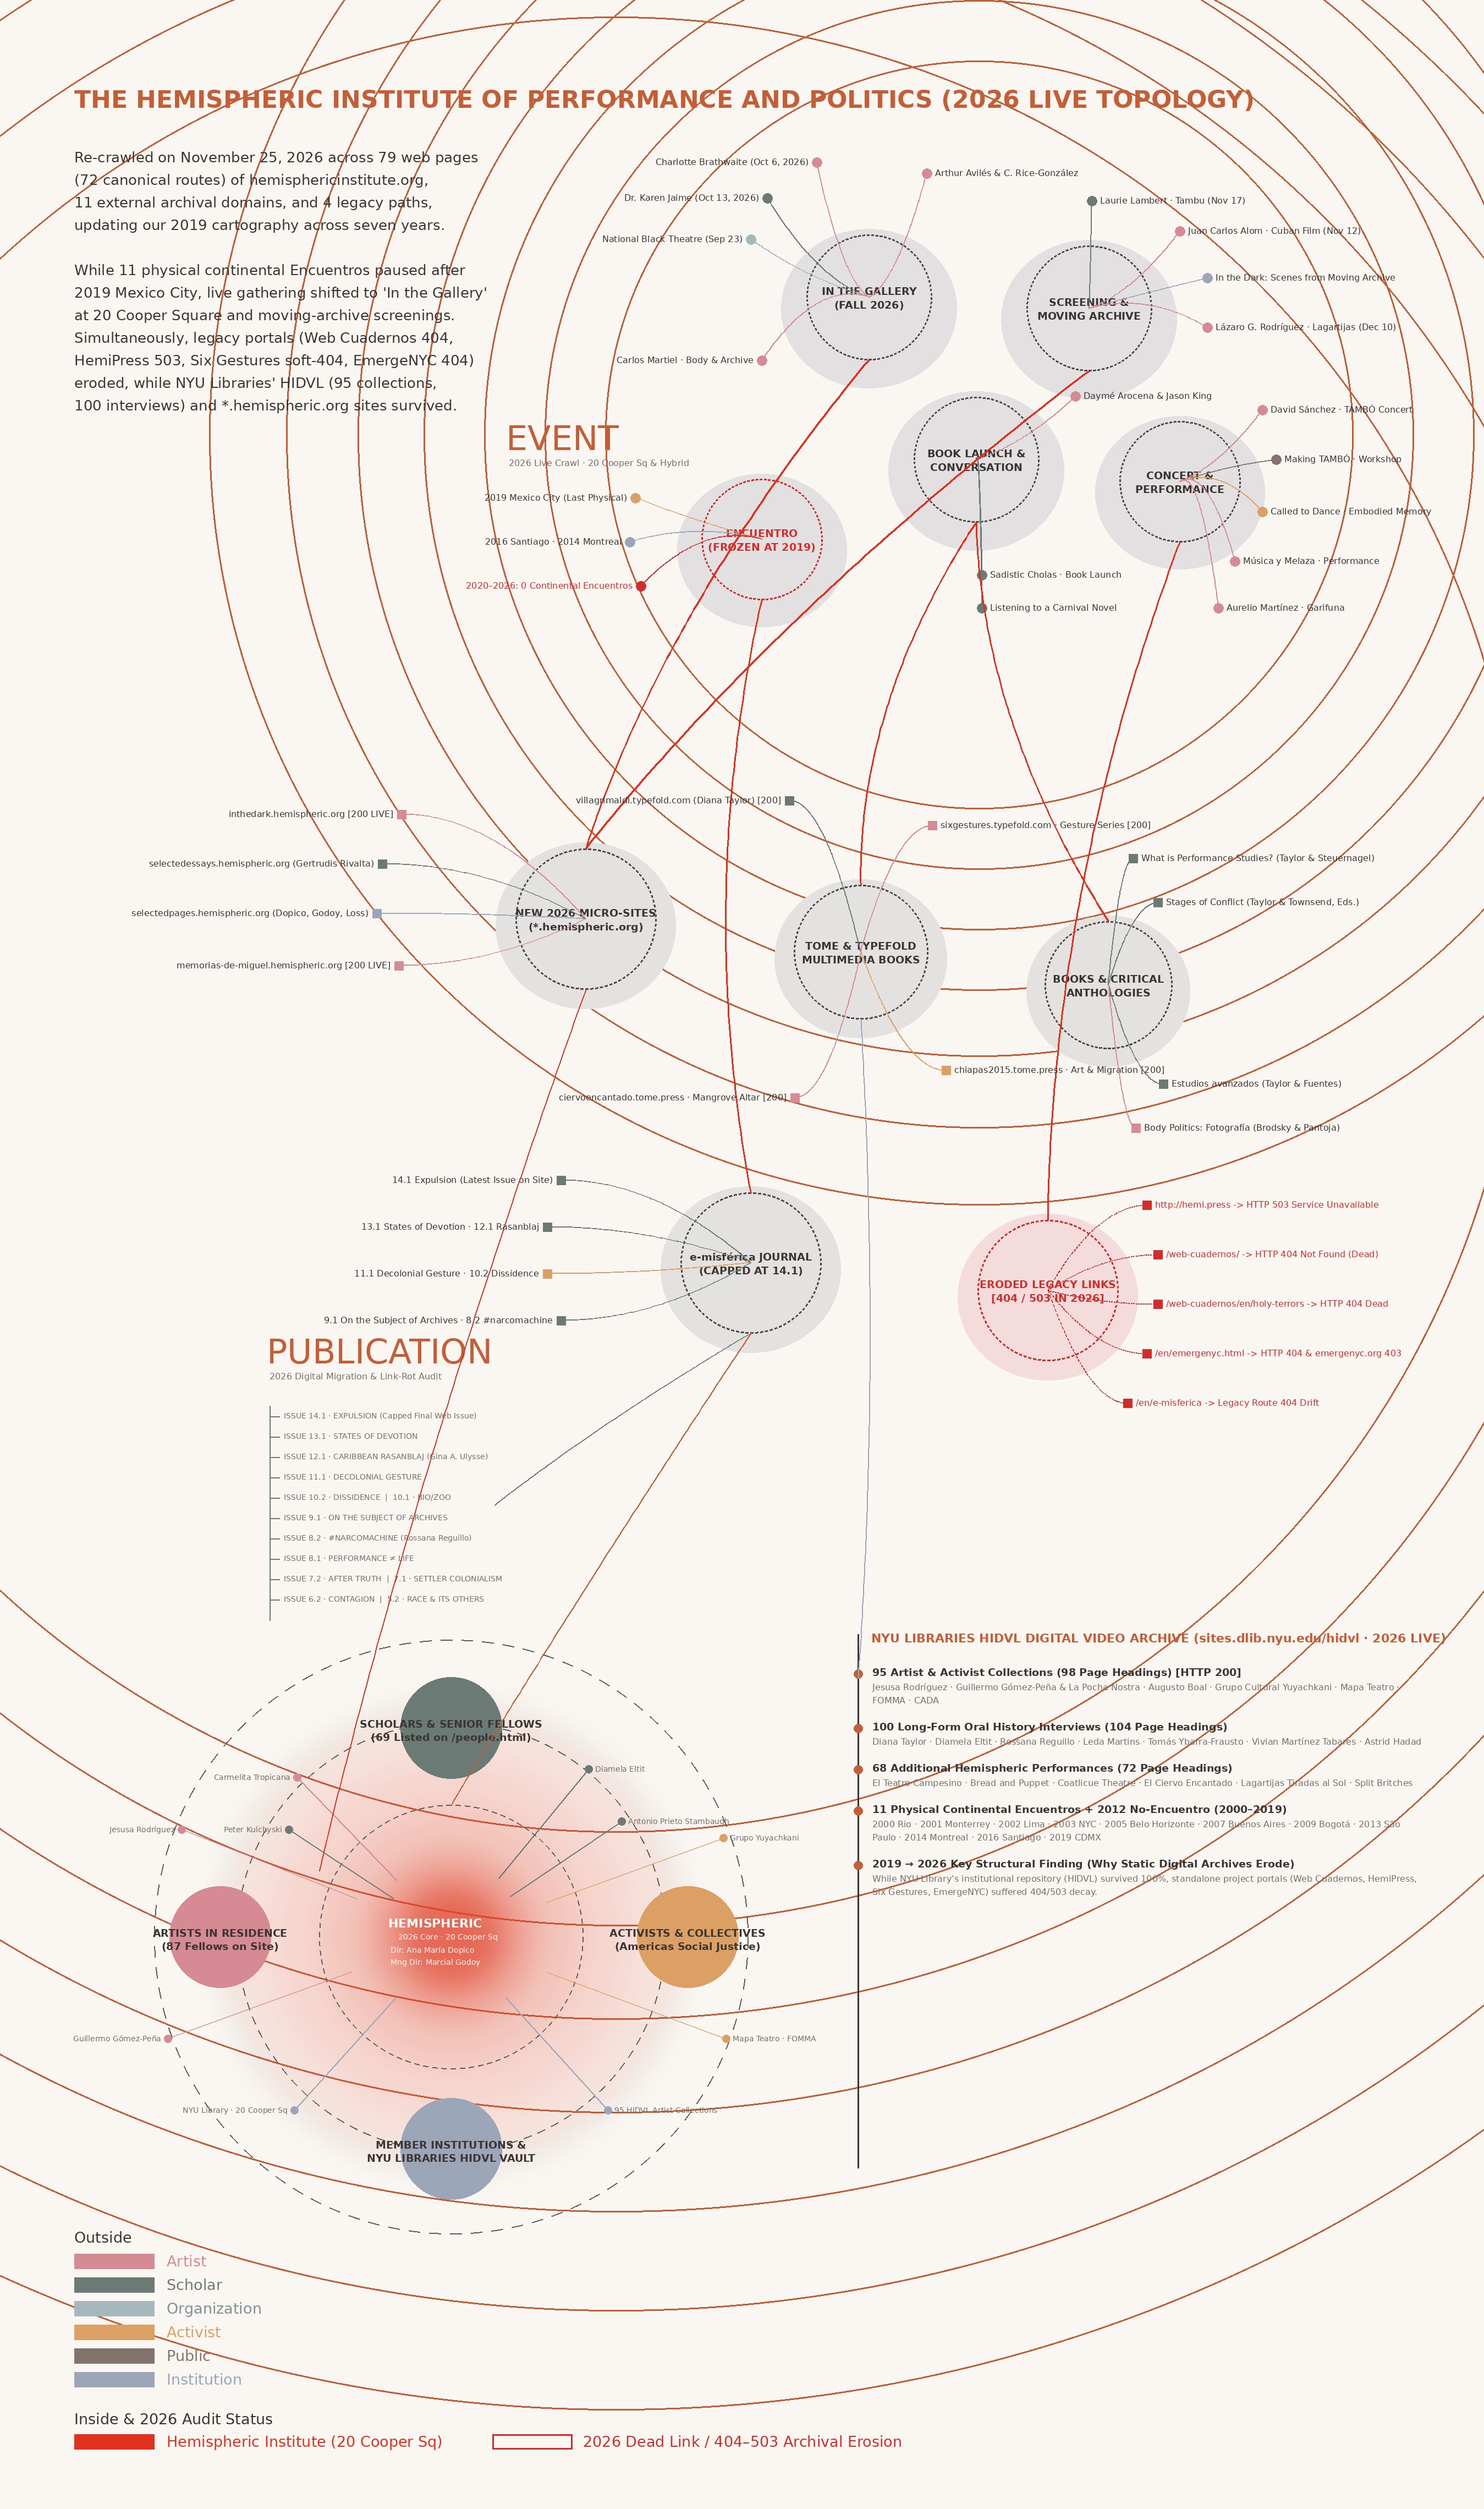 THE HEMISPHERIC INSTITUTE OF PERFORMANCE AND POLITICS (2026 LIVE TOPOLOGY)
Re-crawled on November 25, 2026 across 79 web pages
(72 canonical routes) of hemisphericinstitute.org,
11 external archival domains, and 4 legacy paths,
updating our 2019 cartography across seven years.
While 11 physical continental Encuentros paused after
2019 Mexico City, live gathering shifted to 'In the Gallery'
at 20 Cooper Square and moving-archive screenings.
Simultaneously, legacy portals (Web Cuadernos 404,
HemiPress 503, Six Gestures soft-404, EmergeNYC 404)
eroded, while NYU Libraries' HIDVL (95 collections,
100 interviews) and *.hemispheric.org sites survived.
Charlotte Brathwaite (Oct 6, 2026)
Arthur Avilés & C. Rice-González
Dr. Karen Jaime (Oct 13, 2026)
National Black Theatre (Sep 23)
IN THE GALLERY
(FALL 2026)
Carlos Martiel · Body & Archive
Laurie Lambert · Tambu (Nov 17)
Juan Carlos Alom · Cuban Film (Nov 12)
In the Dark: Scenes from Moving Archive
SCREENING &
MOVING ARCHIVE
Lázaro G. Rodríguez · Lagartijas (Dec 10)
EVENT
2026 Live Crawl · 20 Cooper Sq & Hybrid
2019 Mexico City (Last Physical)
2016 Santiago · 2014 Montreal
2020–2026: 0 Continental Encuentros
ENCUENTRO
(FROZEN AT 2019)
Daymé Arocena & Jason King
BOOK LAUNCH &
CONVERSATION
Sadistic Cholas · Book Launch
Listening to a Carnival Novel
David Sánchez · TAMBÓ Concert
Making TAMBÓ · Workshop
CONCERT &
PERFORMANCE
Called to Dance · Embodied Memory
Música y Melaza · Performance
Aurelio Martínez · Garifuna
inthedark.hemispheric.org [200 LIVE]
selectedessays.hemispheric.org (Gertrudis Rivalta)
selectedpages.hemispheric.org (Dopico, Godoy, Loss)
memorias-de-miguel.hemispheric.org [200 LIVE]
NEW 2026 MICRO-SITES
(*.hemispheric.org)
villagrimaldi.typefold.com (Diana Taylor) [200]
sixgestures.typefold.com · Gesture Series [200]
TOME & TYPEFOLD
MULTIMEDIA BOOKS
chiapas2015.tome.press · Art & Migration [200]
ciervoencantado.tome.press · Mangrove Altar [200]
What is Performance Studies? (Taylor & Steuernagel)
Stages of Conflict (Taylor & Townsend, Eds.)
BOOKS & CRITICAL
ANTHOLOGIES
Estudios avanzados (Taylor & Fuentes)
Body Politics: Fotografía (Brodsky & Pantoja)
14.1 Expulsion (Latest Issue on Site)
13.1 States of Devotion · 12.1 Rasanblaj
11.1 Decolonial Gesture · 10.2 Dissidence
9.1 On the Subject of Archives · 8.2 #narcomachine
e-misférica JOURNAL
(CAPPED AT 14.1)
ERODED LEGACY LINKS
[404 / 503 IN 2026]
http://hemi.press -> HTTP 503 Service Unavailable
/web-cuadernos/ -> HTTP 404 Not Found (Dead)
/web-cuadernos/en/holy-terrors -> HTTP 404 Dead
/en/emergenyc.html -> HTTP 404 & emergenyc.org 403
/en/e-misferica -> Legacy Route 404 Drift
PUBLICATION
2026 Digital Migration & Link-Rot Audit
ISSUE 14.1 · EXPULSION (Capped Final Web Issue)
ISSUE 13.1 · STATES OF DEVOTION
ISSUE 12.1 · CARIBBEAN RASANBLAJ (Gina A. Ulysse)
ISSUE 11.1 · DECOLONIAL GESTURE
ISSUE 10.2 · DISSIDENCE | 10.1 · BIO/ZOO
ISSUE 9.1 · ON THE SUBJECT OF ARCHIVES
ISSUE 8.2 · #NARCOMACHINE (Rossana Reguillo)
ISSUE 8.1 · PERFORMANCE ≠ LIFE
ISSUE 7.2 · AFTER TRUTH | 7.1 · SETTLER COLONIALISM
ISSUE 6.2 · CONTAGION | 5.2 · RACE & ITS OTHERS
SCHOLARS & SENIOR FELLOWS
(69 Listed on /people.html)
Carmelita Tropicana
Diamela Eltit
Jesusa Rodríguez
Peter Kulchyski
Antonio Prieto Stambaugh
Grupo Yuyachkani
ARTISTS IN RESIDENCE
(87 Fellows on Site)
HEMISPHERIC
2026 Core · 20 Cooper Sq
Dir: Ana María Dopico
Mng Dir: Marcial Godoy
ACTIVISTS & COLLECTIVES
(Americas Social Justice)
Guillermo Gómez-Peña
Mapa Teatro · FOMMA
NYU Library · 20 Cooper Sq
95 HIDVL Artist Collections
MEMBER INSTITUTIONS &
NYU LIBRARIES HIDVL VAULT
NYU LIBRARIES HIDVL DIGITAL VIDEO ARCHIVE (sites.dlib.nyu.edu/hidvl · 2026 LIVE)
95 Artist & Activist Collections (98 Page Headings) [HTTP 200]
Jesusa Rodríguez · Guillermo Gómez-Peña & La Pocha Nostra · Augusto Boal · Grupo Cultural Yuyachkani · Mapa Teatro ·
FOMMA · CADA
100 Long-Form Oral History Interviews (104 Page Headings)
Diana Taylor · Diamela Eltit · Rossana Reguillo · Leda Martins · Tomás Ybarra-Frausto · Vivian Martínez Tabares · Astrid Hadad
68 Additional Hemispheric Performances (72 Page Headings)
El Teatro Campesino · Bread and Puppet · Coatlicue Theatre · El Ciervo Encantado · Lagartijas Tiradas al Sol · Split Britches
11 Physical Continental Encuentros + 2012 No-Encuentro (2000–2019)
2000 Rio · 2001 Monterrey · 2002 Lima · 2003 NYC · 2005 Belo Horizonte · 2007 Buenos Aires · 2009 Bogotá · 2013 São
Paulo · 2014 Montreal · 2016 Santiago · 2019 CDMX
2019 → 2026 Key Structural Finding (Why Static Digital Archives Erode)
While NYU Library's institutional repository (HIDVL) survived 100%, standalone project portals (Web Cuadernos, HemiPress,
Six Gestures, EmergeNYC) suffered 404/503 decay.
Outside
Artist
Scholar
Organization
Activist
Public
Institution
Inside & 2026 Audit Status
Hemispheric Institute (20 Cooper Sq)
2026 Dead Link / 404–503 Archival Erosion